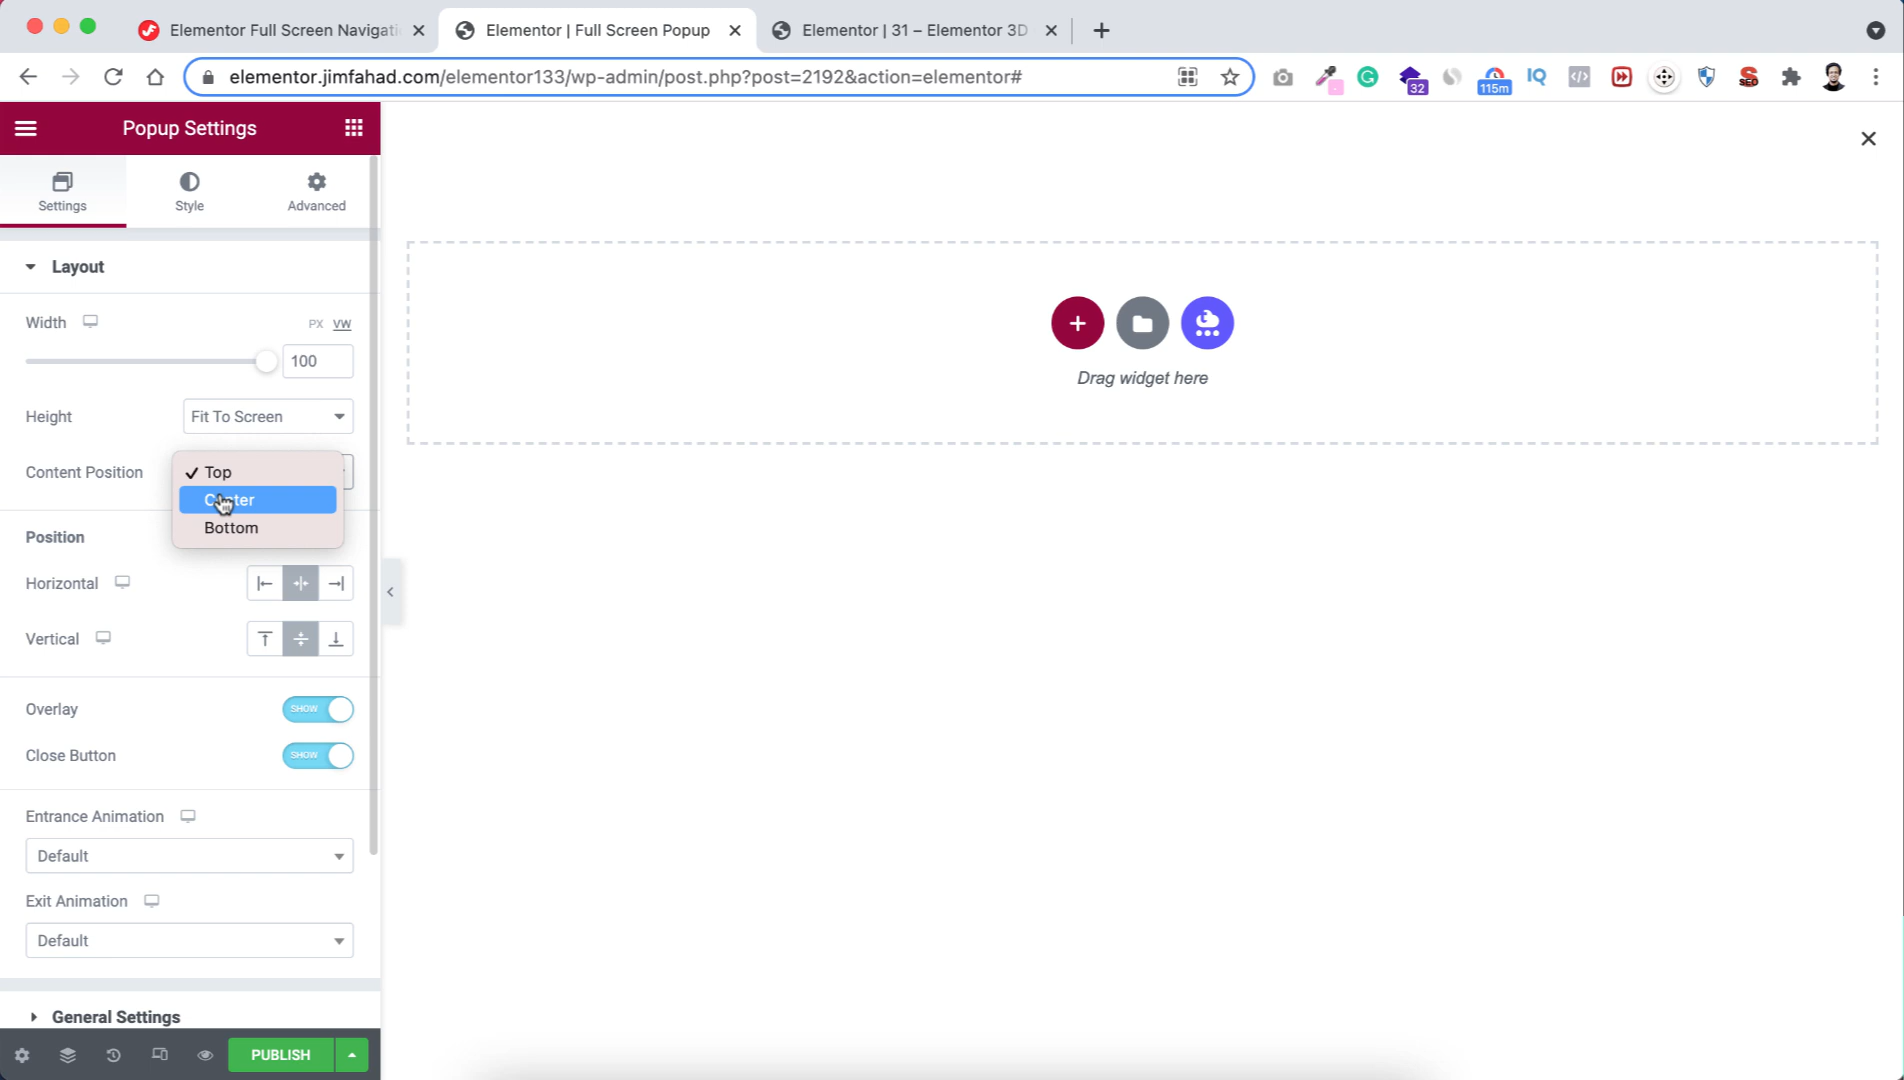 Elementor Full Screen Navigati
Elementor | Full Screen Popup
Elementor | 31 – Elementor 3D
elementor.jimfahad.com/elementor133/wp-admin/post.php?post=2192&action=elementor#
32
115m
IQ
SEO
Popup Settings
Settings
Style
Advanced
Layout
Width
PX VW
100
Height
Fit To Screen
Content Position
Top
Center
Bottom
Position
Horizontal
Vertical
Overlay
SHOW
Close Button
SHOW
Entrance Animation
Default
Exit Animation
Default
General Settings
PUBLISH
Drag widget here